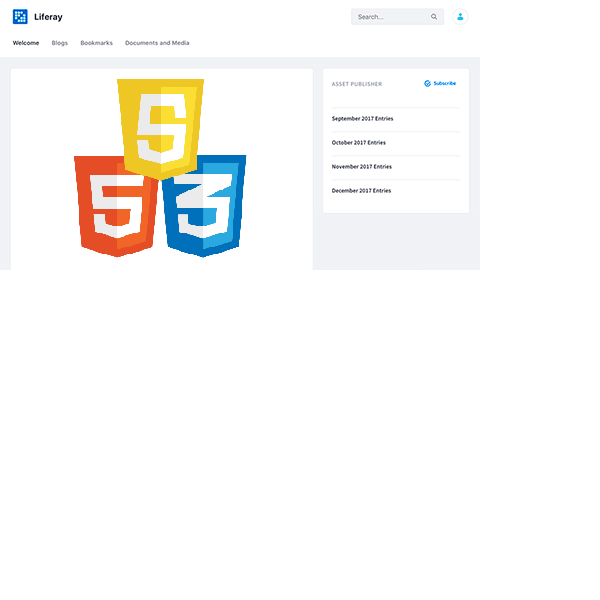 Liferay
Search...
Welcome Blogs Bookmarks Documents and Media
5
5 3
ASSET PUBLISHER Subscribe
September 2017 Entries
October 2017 Entries
November 2017 Entries
December 2017 Entries